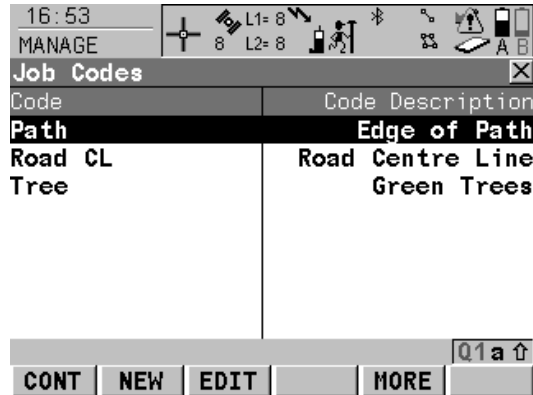 16:53
MANAGE
L1= 8
8 L2= 8
A B
Job Codes
Code Code Description
Path Edge of Path
Road CL Road Centre Line
Tree Green Trees
Q1 a ⇧
CONT NEW EDIT MORE